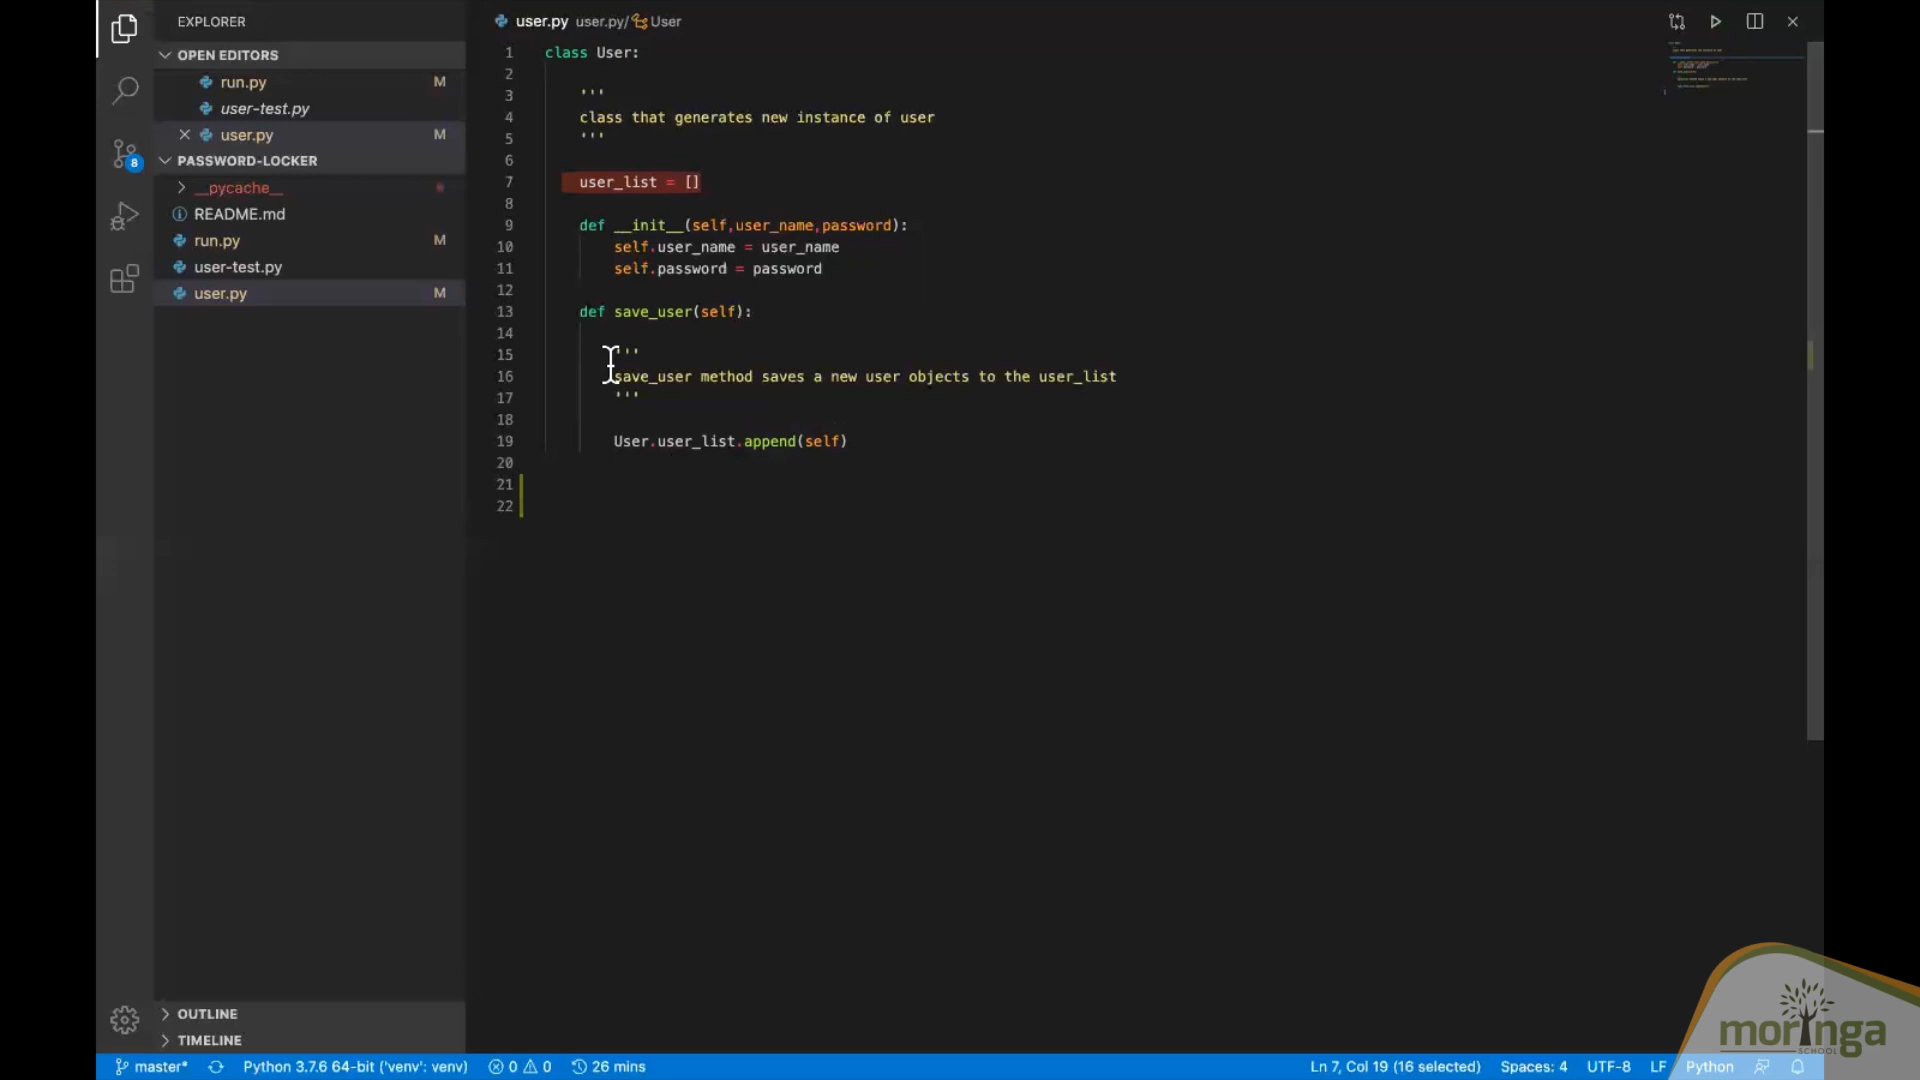 EXPLORER
OPEN EDITORS
run.py M
user-test.py
user.py M
PASSWORD-LOCKER
__pycache__
README.md
run.py M
user-test.py
user.py M
OUTLINE
TIMELINE
8
user.py user.py/ User
1 class User:
2
3 '''
4 class that generates new instance of user
5 '''
6
7 user_list = []
8
9 def __init__(self,user_name,password):
10 self.user_name = user_name
11 self.password = password
12
13 def save_user(self):
14
15 '''
16 save_user method saves a new user objects to the user_list
17 '''
18
19 User.user_list.append(self)
20
21
22
master* Python 3.7.6 64-bit ('venv': venv) 0 0 26 mins Ln 7, Col 19 (16 selected) Spaces: 4 UTF-8 LF Python
moringa
SCHOOL